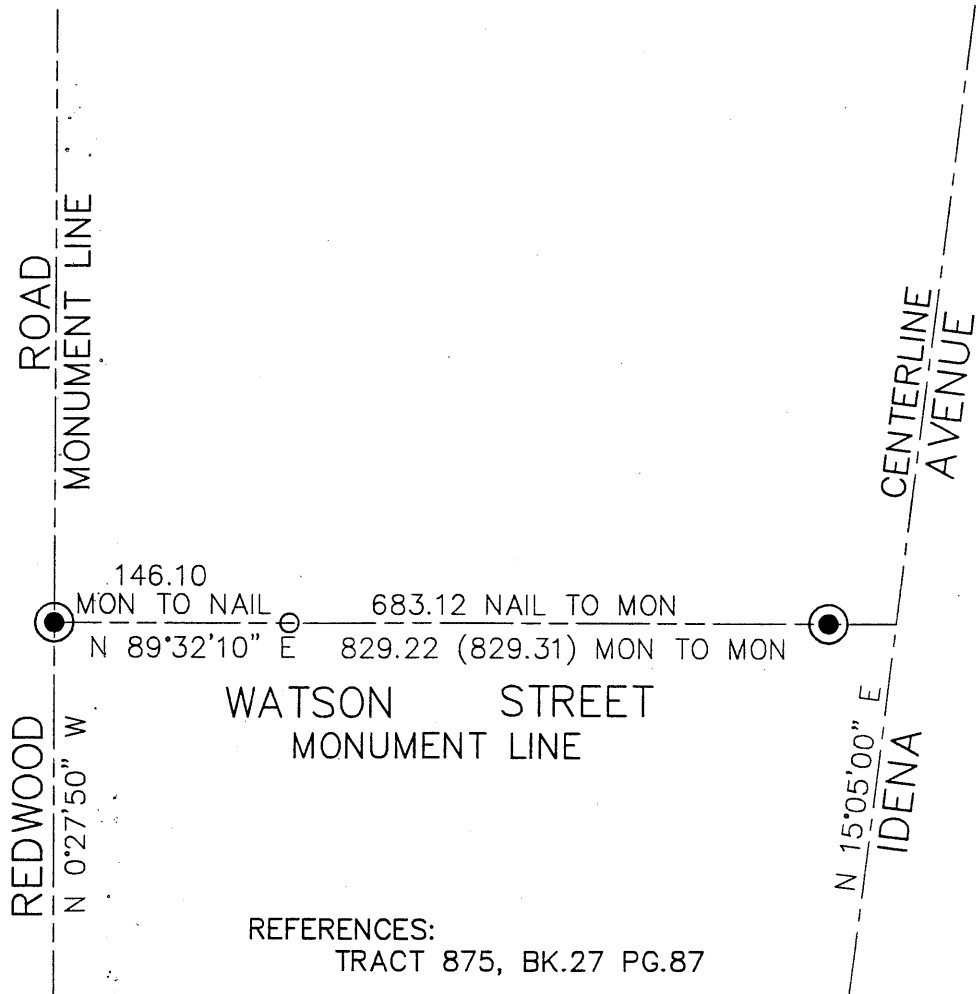 REDWOOD ROAD
MONUMENT LINE
N 0°27'50" W
146.10
MON TO NAIL
683.12 NAIL TO MON
N 89°32'10" E
829.22 (829.31) MON TO MON
WATSON STREET
MONUMENT LINE
CENTERLINE
IDENA AVENUE
N 15°05'00" E
REFERENCES:
TRACT 875, BK.27 PG.87